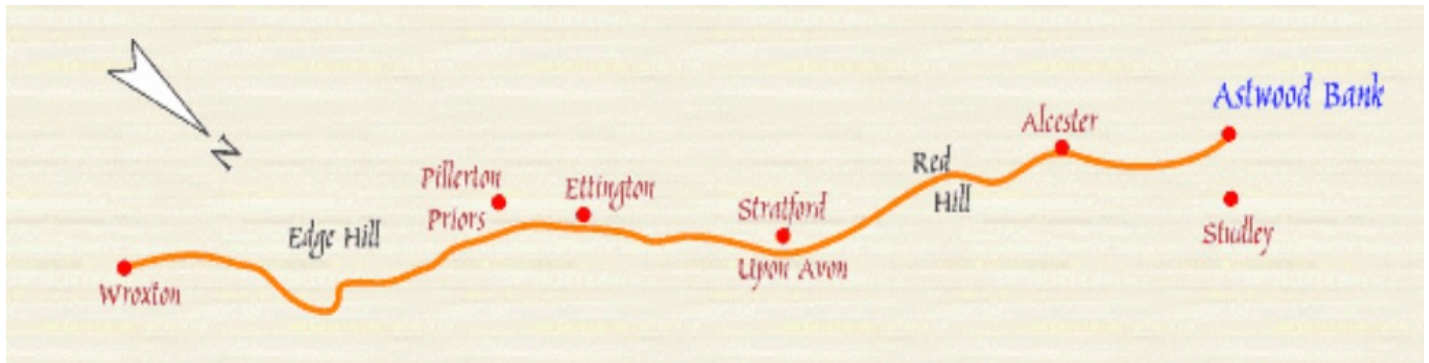 N
Astwood Bank
Alcester
Red
Hill
Pillerton
Priors
Ettington
Stratford
Upon Avon
Studley
Edge Hill
Wroxton